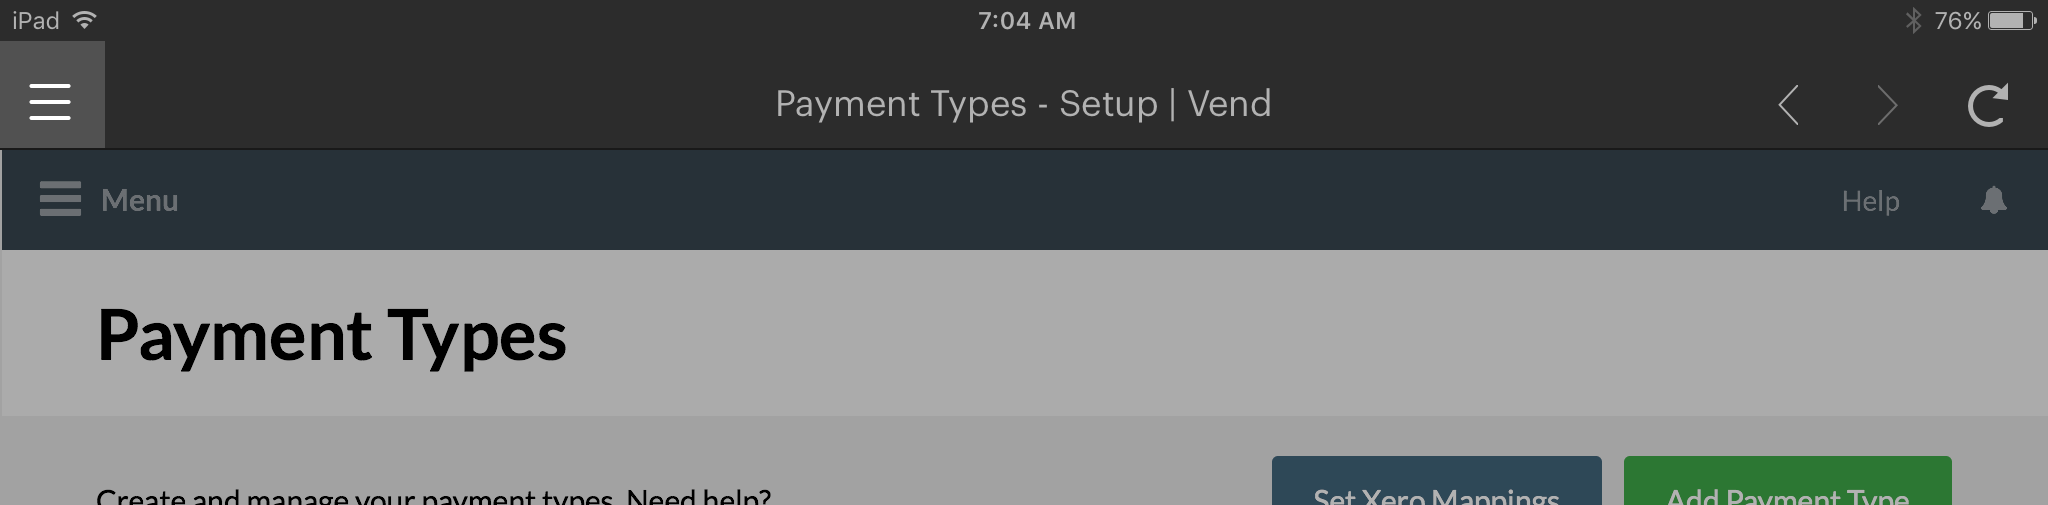 iPad 7:04 AM 76%
Payment Types - Setup | Vend
Menu Help
Payment Types
Create and manage your payment types. Need help? Set Xero Mappings Add Payment Type